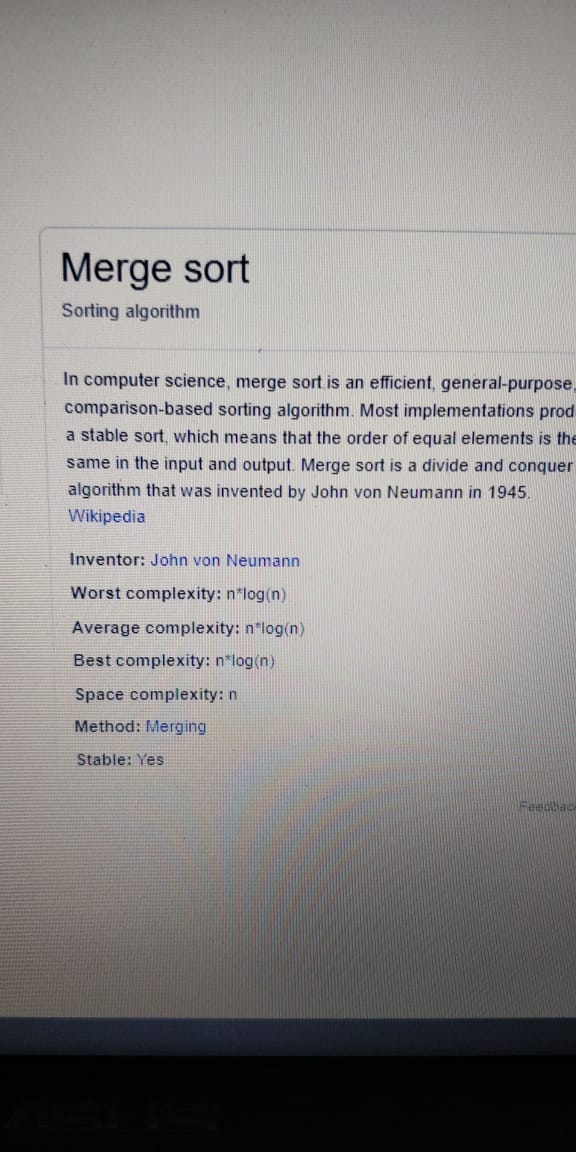 Merge sort
Sorting algorithm
In computer science, merge sort is an efficient, general-purpose,
comparison-based sorting algorithm. Most implementations prod
a stable sort, which means that the order of equal elements is the
same in the input and output. Merge sort is a divide and conquer
algorithm that was invented by John von Neumann in 1945.
Wikipedia
Inventor: John von Neumann
Worst complexity: n*log(n)
Average complexity: n*log(n)
Best complexity: n*log(n)
Space complexity: n
Method: Merging
Stable: Yes
Feedbac
ASUS